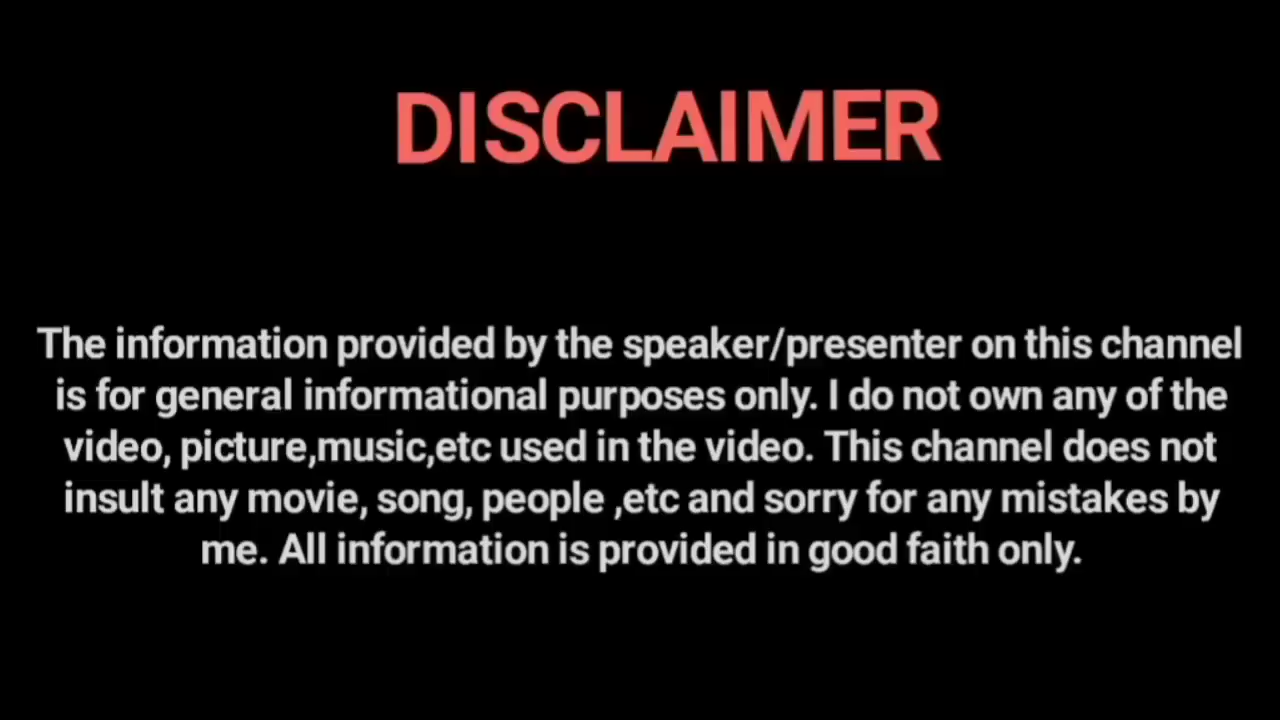 DISCLAIMER
The information provided by the speaker/presenter on this channel
is for general informational purposes only. I do not own any of the
video, picture,music,etc used in the video. This channel does not
insult any movie, song, people ,etc and sorry for any mistakes by
me. All information is provided in good faith only.